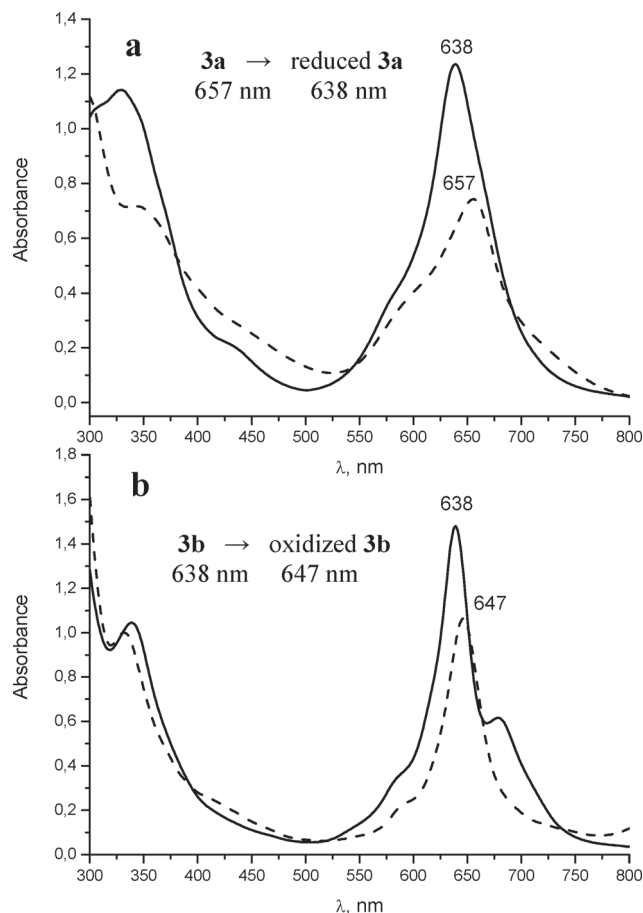 a
3a → reduced 3a
657 nm 638 nm
638
657
1,4
1,2
1,0
0,8
0,6
0,4
0,2
0,0
Absorbance
300 350 400 450 500 550 600 650 700 750 800
λ, nm
b
3b → oxidized 3b
638 nm 647 nm
638
647
1,8
1,6
1,4
1,2
1,0
0,8
0,6
0,4
0,2
0,0
Absorbance
300 350 400 450 500 550 600 650 700 750 800
λ, nm